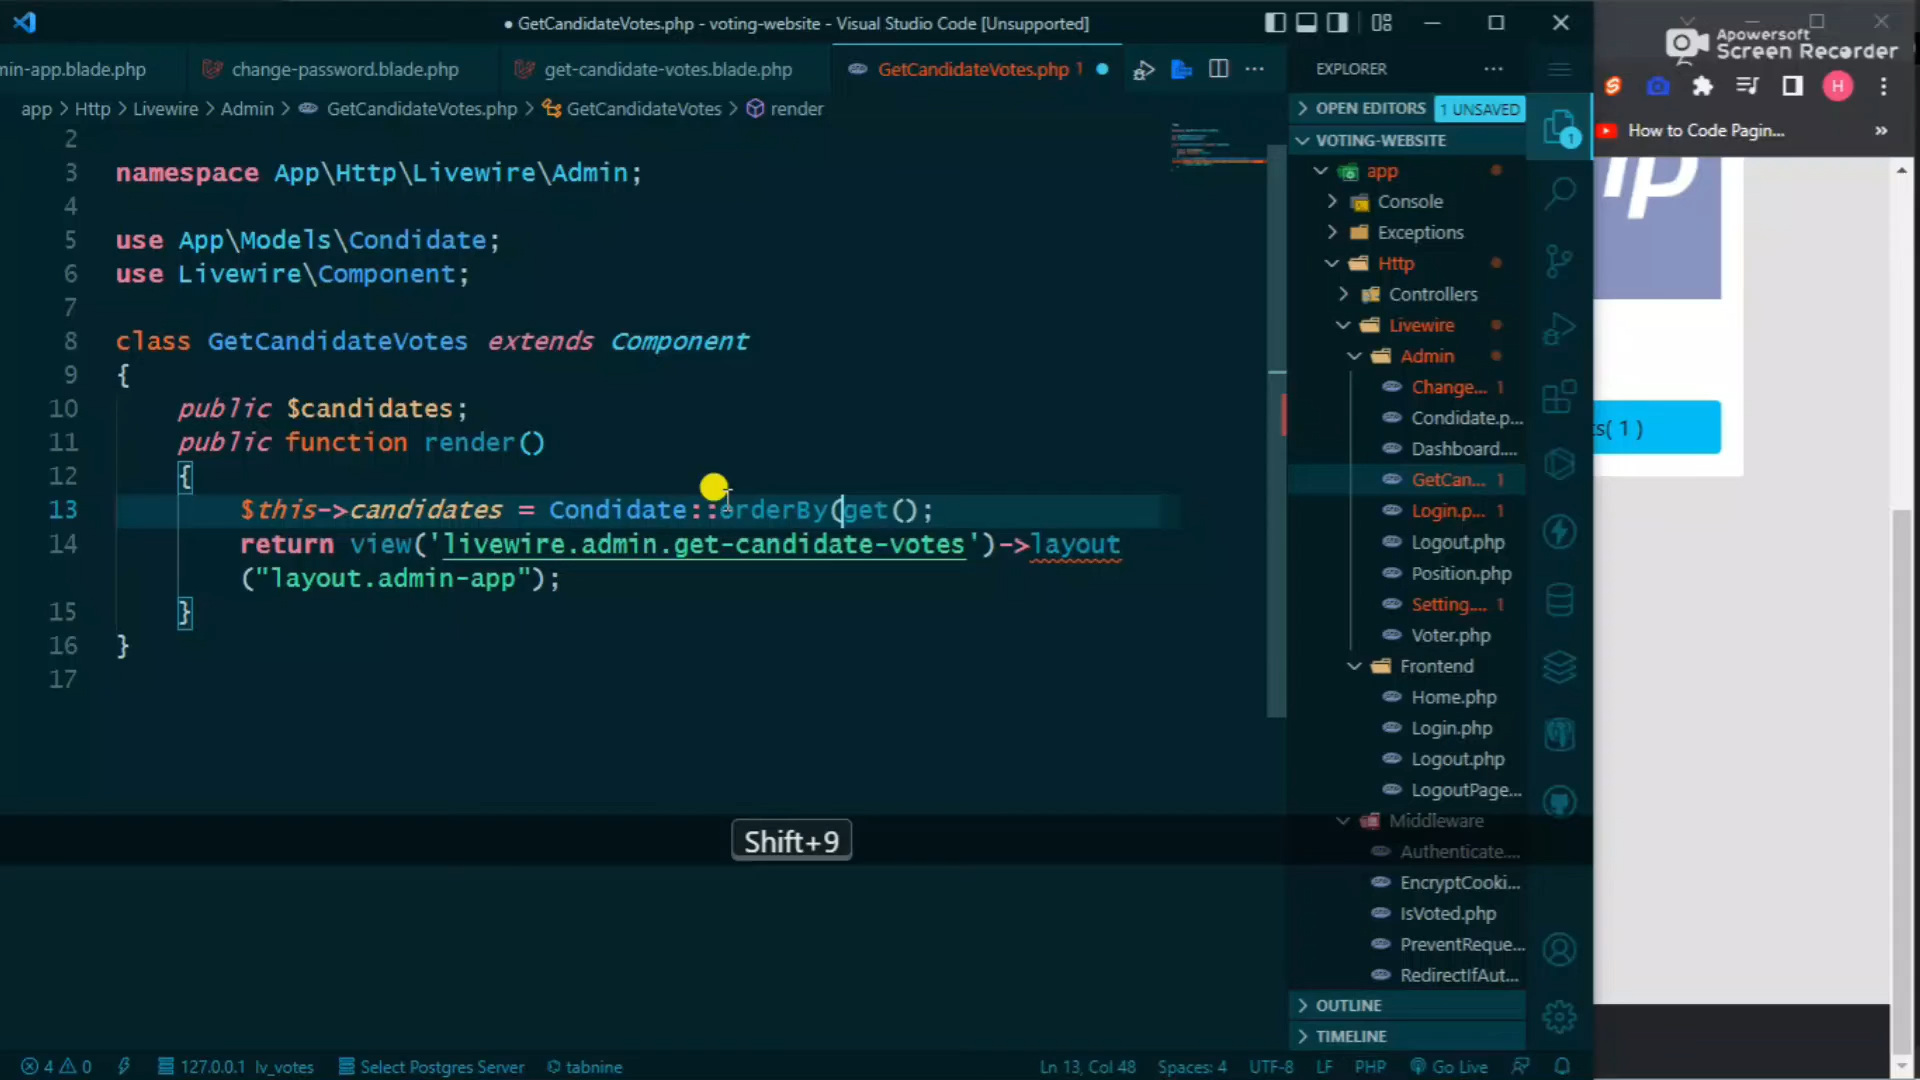 ● GetCandidateVotes.php - voting-website - Visual Studio Code [Unsupported]
min-app.blade.php
change-password.blade.php
get-candidate-votes.blade.php
GetCandidateVotes.php 1
app > Http > Livewire > Admin > GetCandidateVotes.php > GetCandidateVotes > render
2
3 namespace App\Http\Livewire\Admin;
4
5 use App\Models\Condidate;
6 use Livewire\Component;
7
8 class GetCandidateVotes extends Component
9 {
10 public $candidates;
11 public function render()
12 {
13 $this->candidates = Condidate::orderBy(get();
14 return view('livewire.admin.get-candidate-votes')->layout
("layout.admin-app");
15 }
16 }
17
Shift+9
EXPLORER
OPEN EDITORS 1 UNSAVED
VOTING-WEBSITE
app
Console
Exceptions
Http
Controllers
Livewire
Admin
Change... 1
Condidate.p...
Dashboard....
GetCan... 1
Login.p... 1
Logout.php
Position.php
Setting.... 1
Voter.php
Frontend
Home.php
Login.php
Logout.php
LogoutPage...
Middleware
Authenticate....
EncryptCooki...
IsVoted.php
PreventReque...
RedirectIfAut...
OUTLINE
TIMELINE
1
Apowersoft
Screen Recorder
H
How to Code Pagin...
»
ts( 1 )
4 0 127.0.0.1 lv_votes Select Postgres Server tabnine Ln 13, Col 48 Spaces: 4 UTF-8 LF PHP Go Live